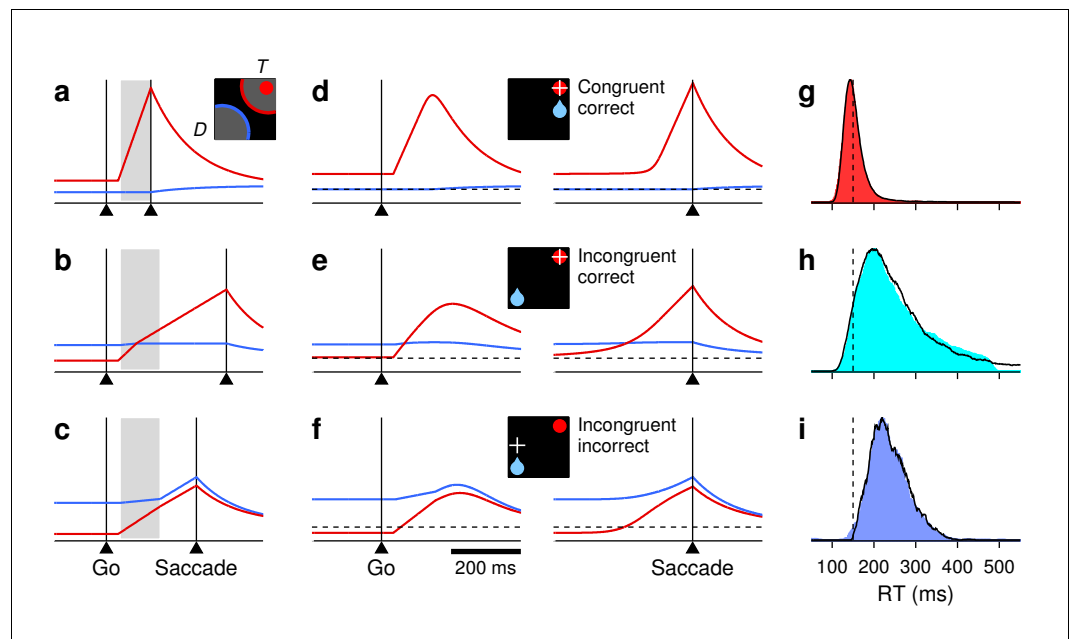 a
T
D
d
Congruent
correct
g
b
e
Incongruent
correct
h
c
f
Incongruent
incorrect
i
Go
Saccade
Go
200 ms
Saccade
100 200 300 400 500
RT (ms)